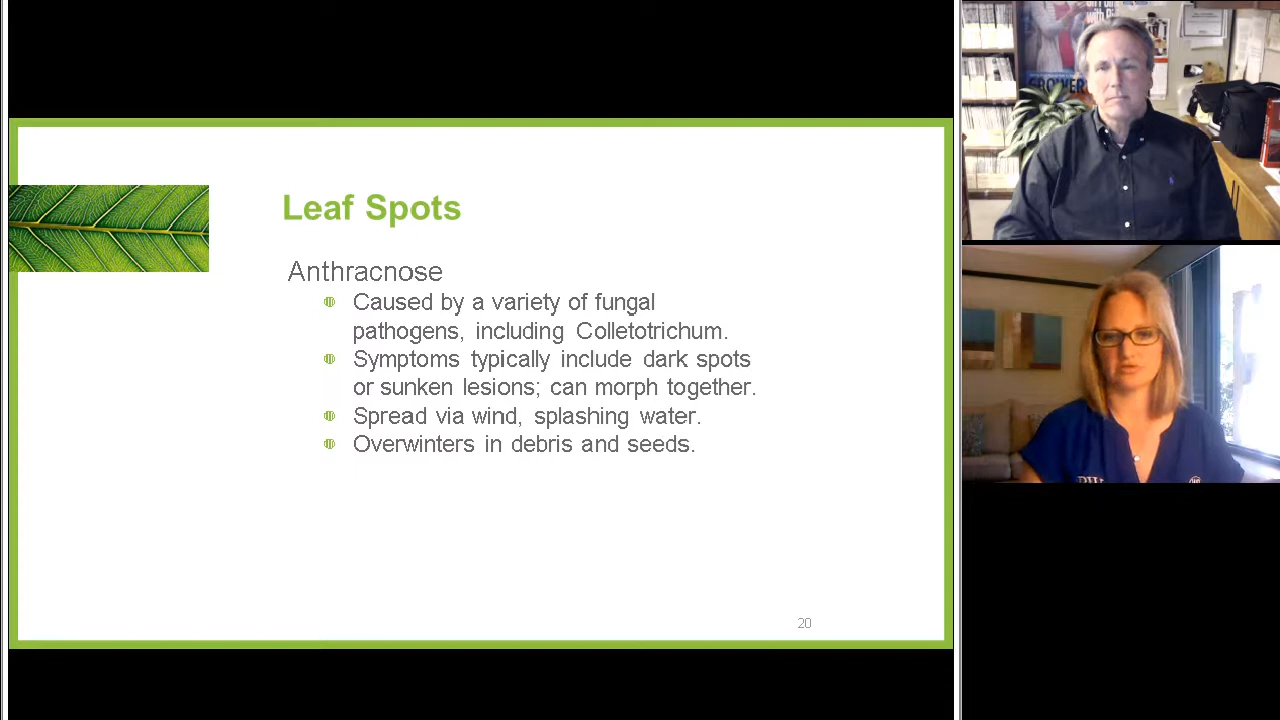 Leaf Spots
Anthracnose
Caused by a variety of fungal
pathogens, including Colletotrichum.
Symptoms typically include dark spots
or sunken lesions; can morph together.
Spread via wind, splashing water.
Overwinters in debris and seeds.
20
GROWER